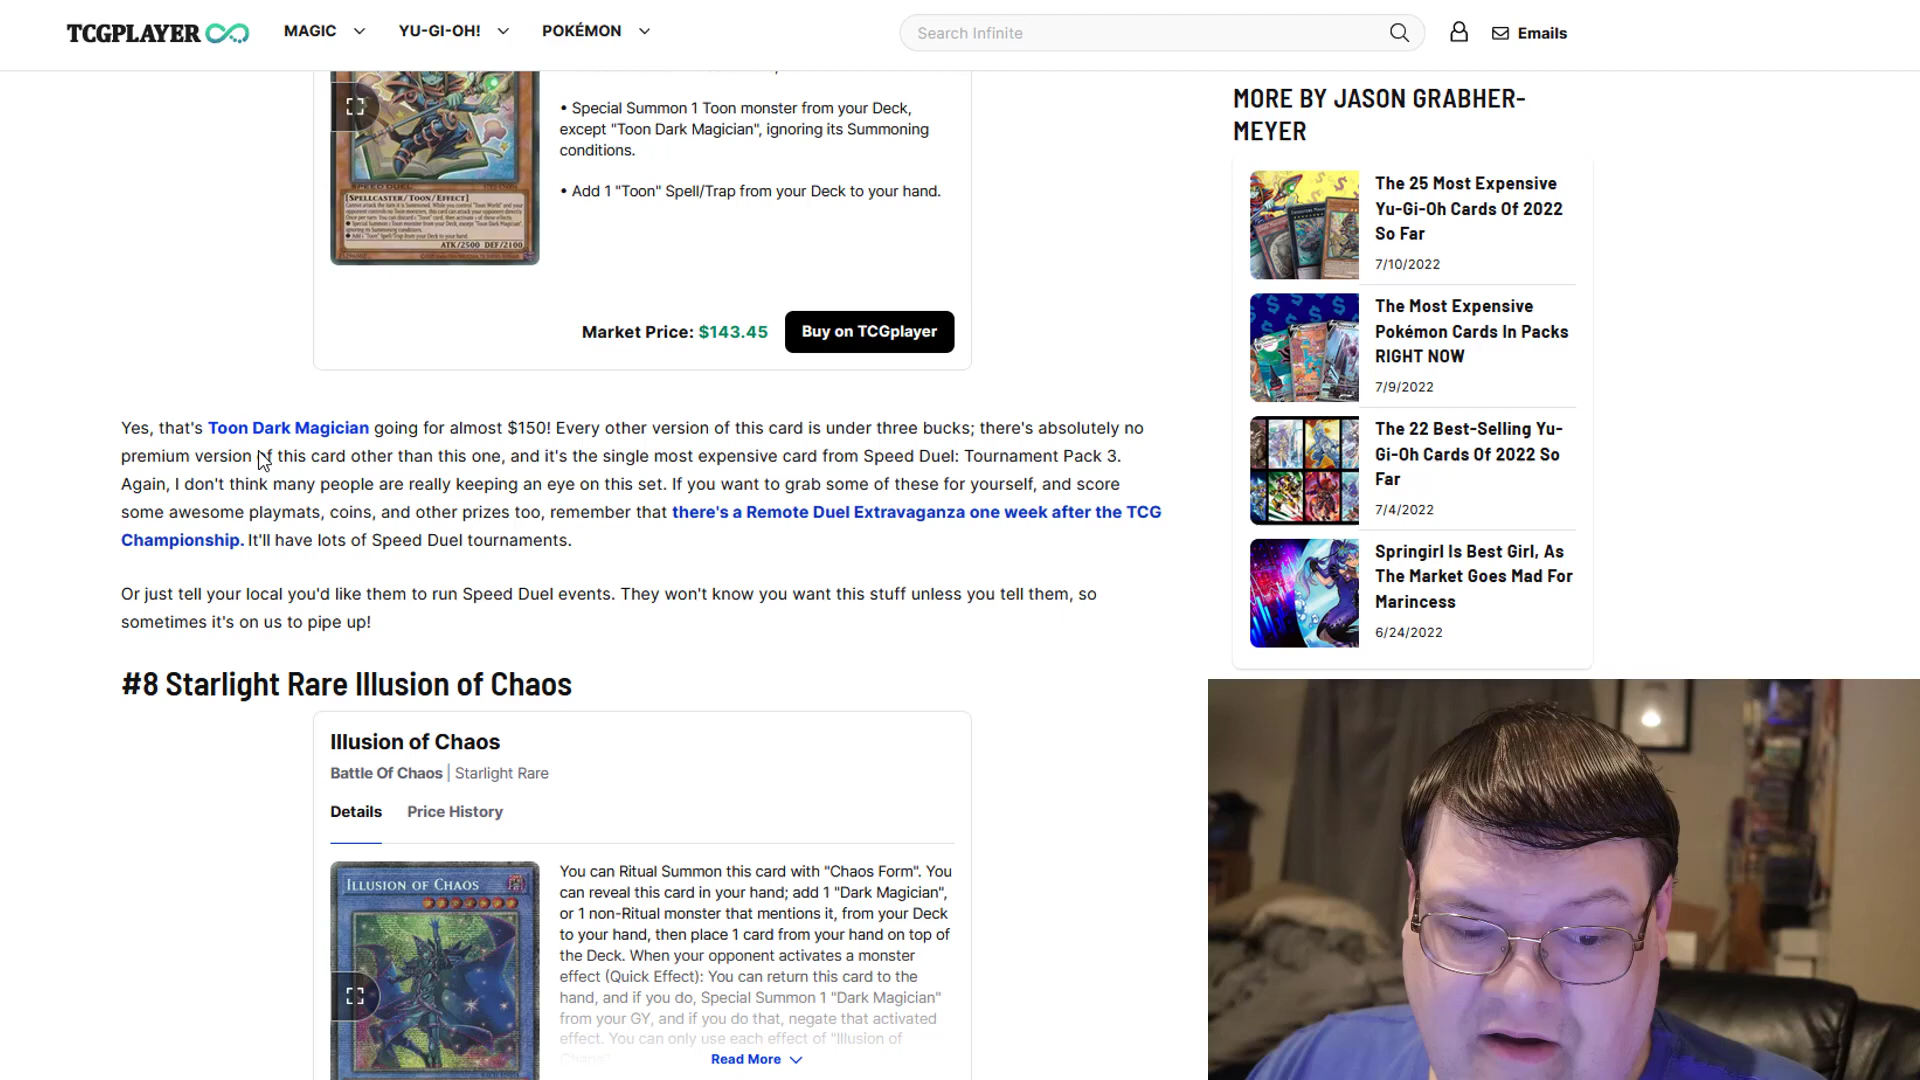 TCGPLAYER
MAGIC
YU-GI-OH!
POKÉMON
Search Infinite
Emails
• Special Summon 1 Toon monster from your Deck,
except "Toon Dark Magician", ignoring its Summoning
conditions.
• Add 1 "Toon" Spell/Trap from your Deck to your hand.
SPEED DUEL
[SPELLCASTER/TOON/EFFECT]
ATK/2500 DEF/2100
Market Price: $143.45
Buy on TCGplayer
Yes, that's Toon Dark Magician going for almost $150! Every other version of this card is under three bucks; there's absolutely no
premium version of this card other than this one, and it's the single most expensive card from Speed Duel: Tournament Pack 3.
Again, I don't think many people are really keeping an eye on this set. If you want to grab some of these for yourself, and score
some awesome playmats, coins, and other prizes too, remember that there's a Remote Duel Extravaganza one week after the TCG
Championship. It'll have lots of Speed Duel tournaments.
Or just tell your local you'd like them to run Speed Duel events. They won't know you want this stuff unless you tell them, so
sometimes it's on us to pipe up!
#8 Starlight Rare Illusion of Chaos
Illusion of Chaos
Battle Of Chaos | Starlight Rare
Details
Price History
ILLUSION OF CHAOS
You can Ritual Summon this card with "Chaos Form". You
can reveal this card in your hand; add 1 "Dark Magician",
or 1 non-Ritual monster that mentions it, from your Deck
to your hand, then place 1 card from your hand on top of
the Deck. When your opponent activates a monster
effect (Quick Effect): You can return this card to the
hand, and if you do, Special Summon 1 "Dark Magician"
from your GY, and if you do that, negate that activated
effect. You can only use each effect of "Illusion of
Read More
MORE BY JASON GRABHER-
MEYER
The 25 Most Expensive
Yu-Gi-Oh Cards Of 2022
So Far
7/10/2022
The Most Expensive
Pokémon Cards In Packs
RIGHT NOW
7/9/2022
The 22 Best-Selling Yu-
Gi-Oh Cards Of 2022 So
Far
7/4/2022
Springirl Is Best Girl, As
The Market Goes Mad For
Marincess
6/24/2022